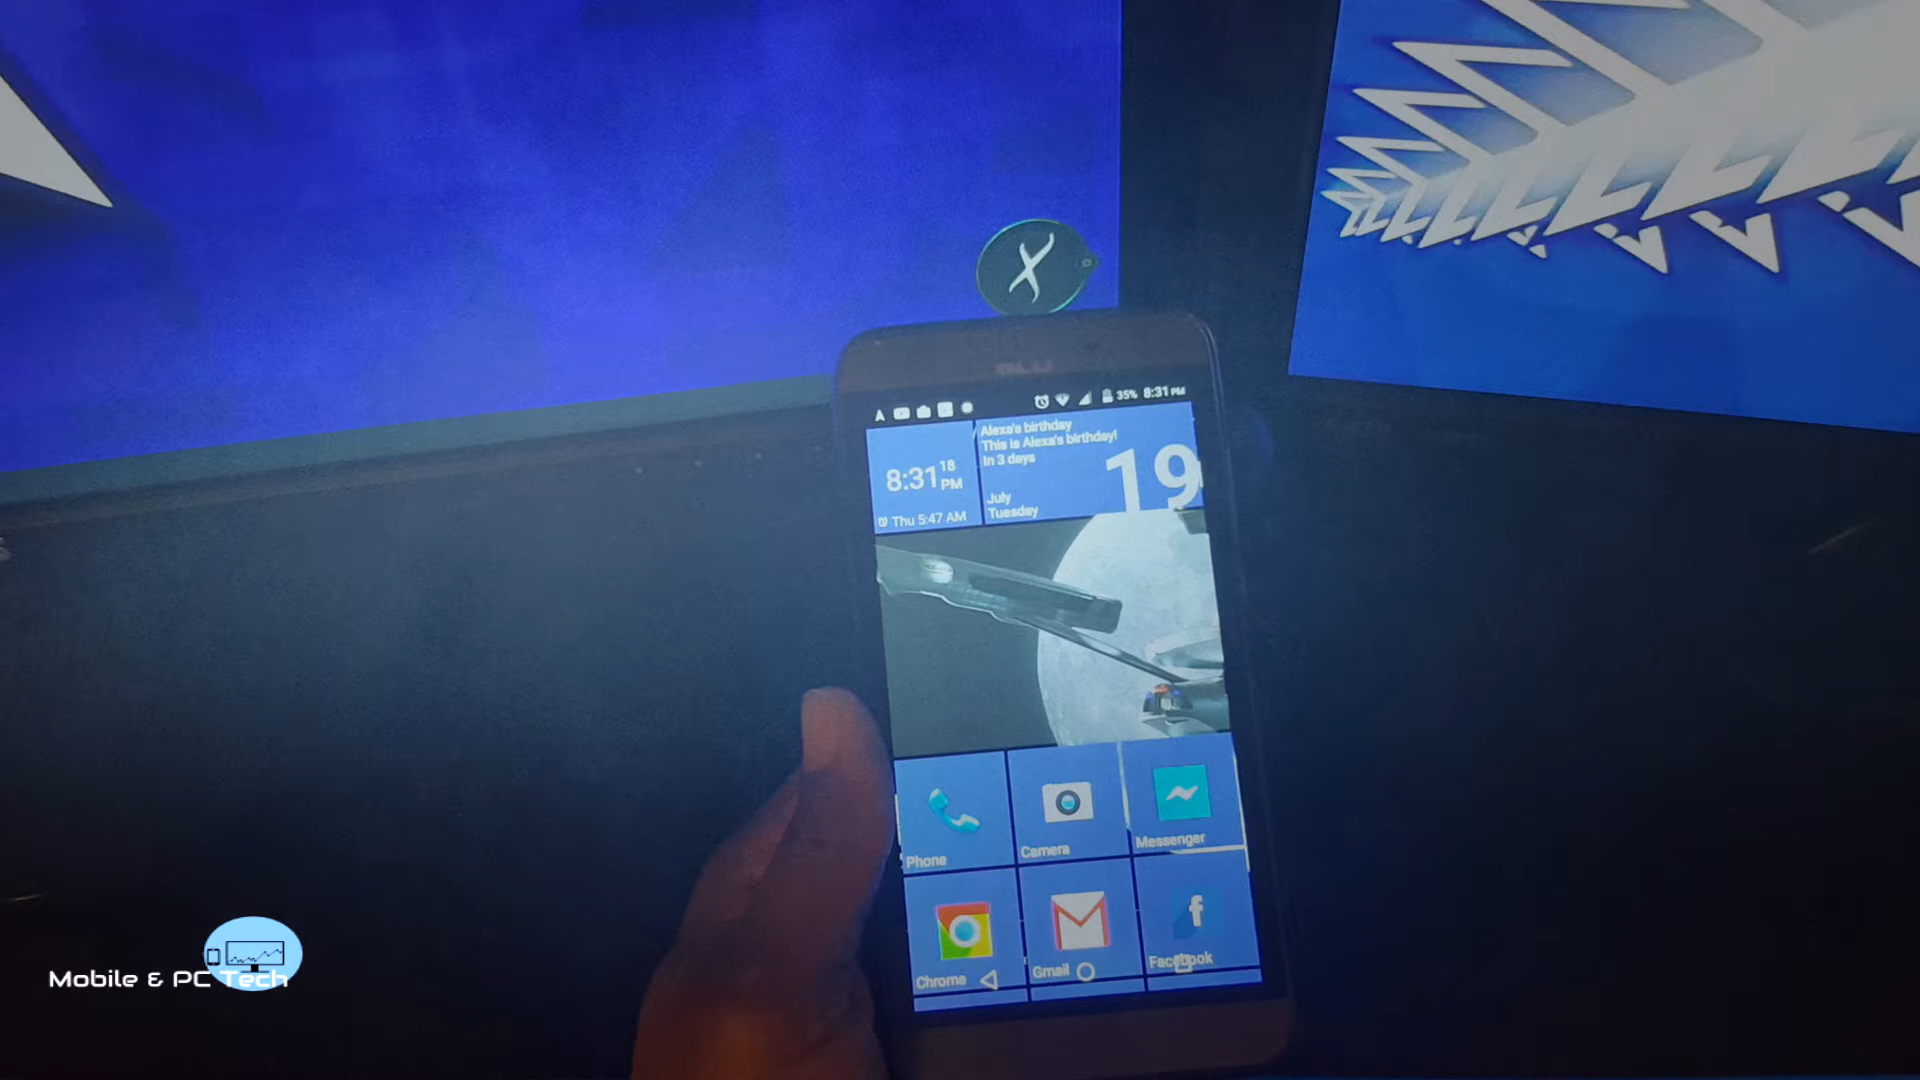 X
BLU
35% 8:31 PM
8:31 18 PM
Thu 5:47 AM
Alexa's birthday
This is Alexa's birthday!
In 3 days
July
Tuesday
19
Phone
Camera
Messenger
Chrome
Gmail
Facebook
Mobile & PC Tech